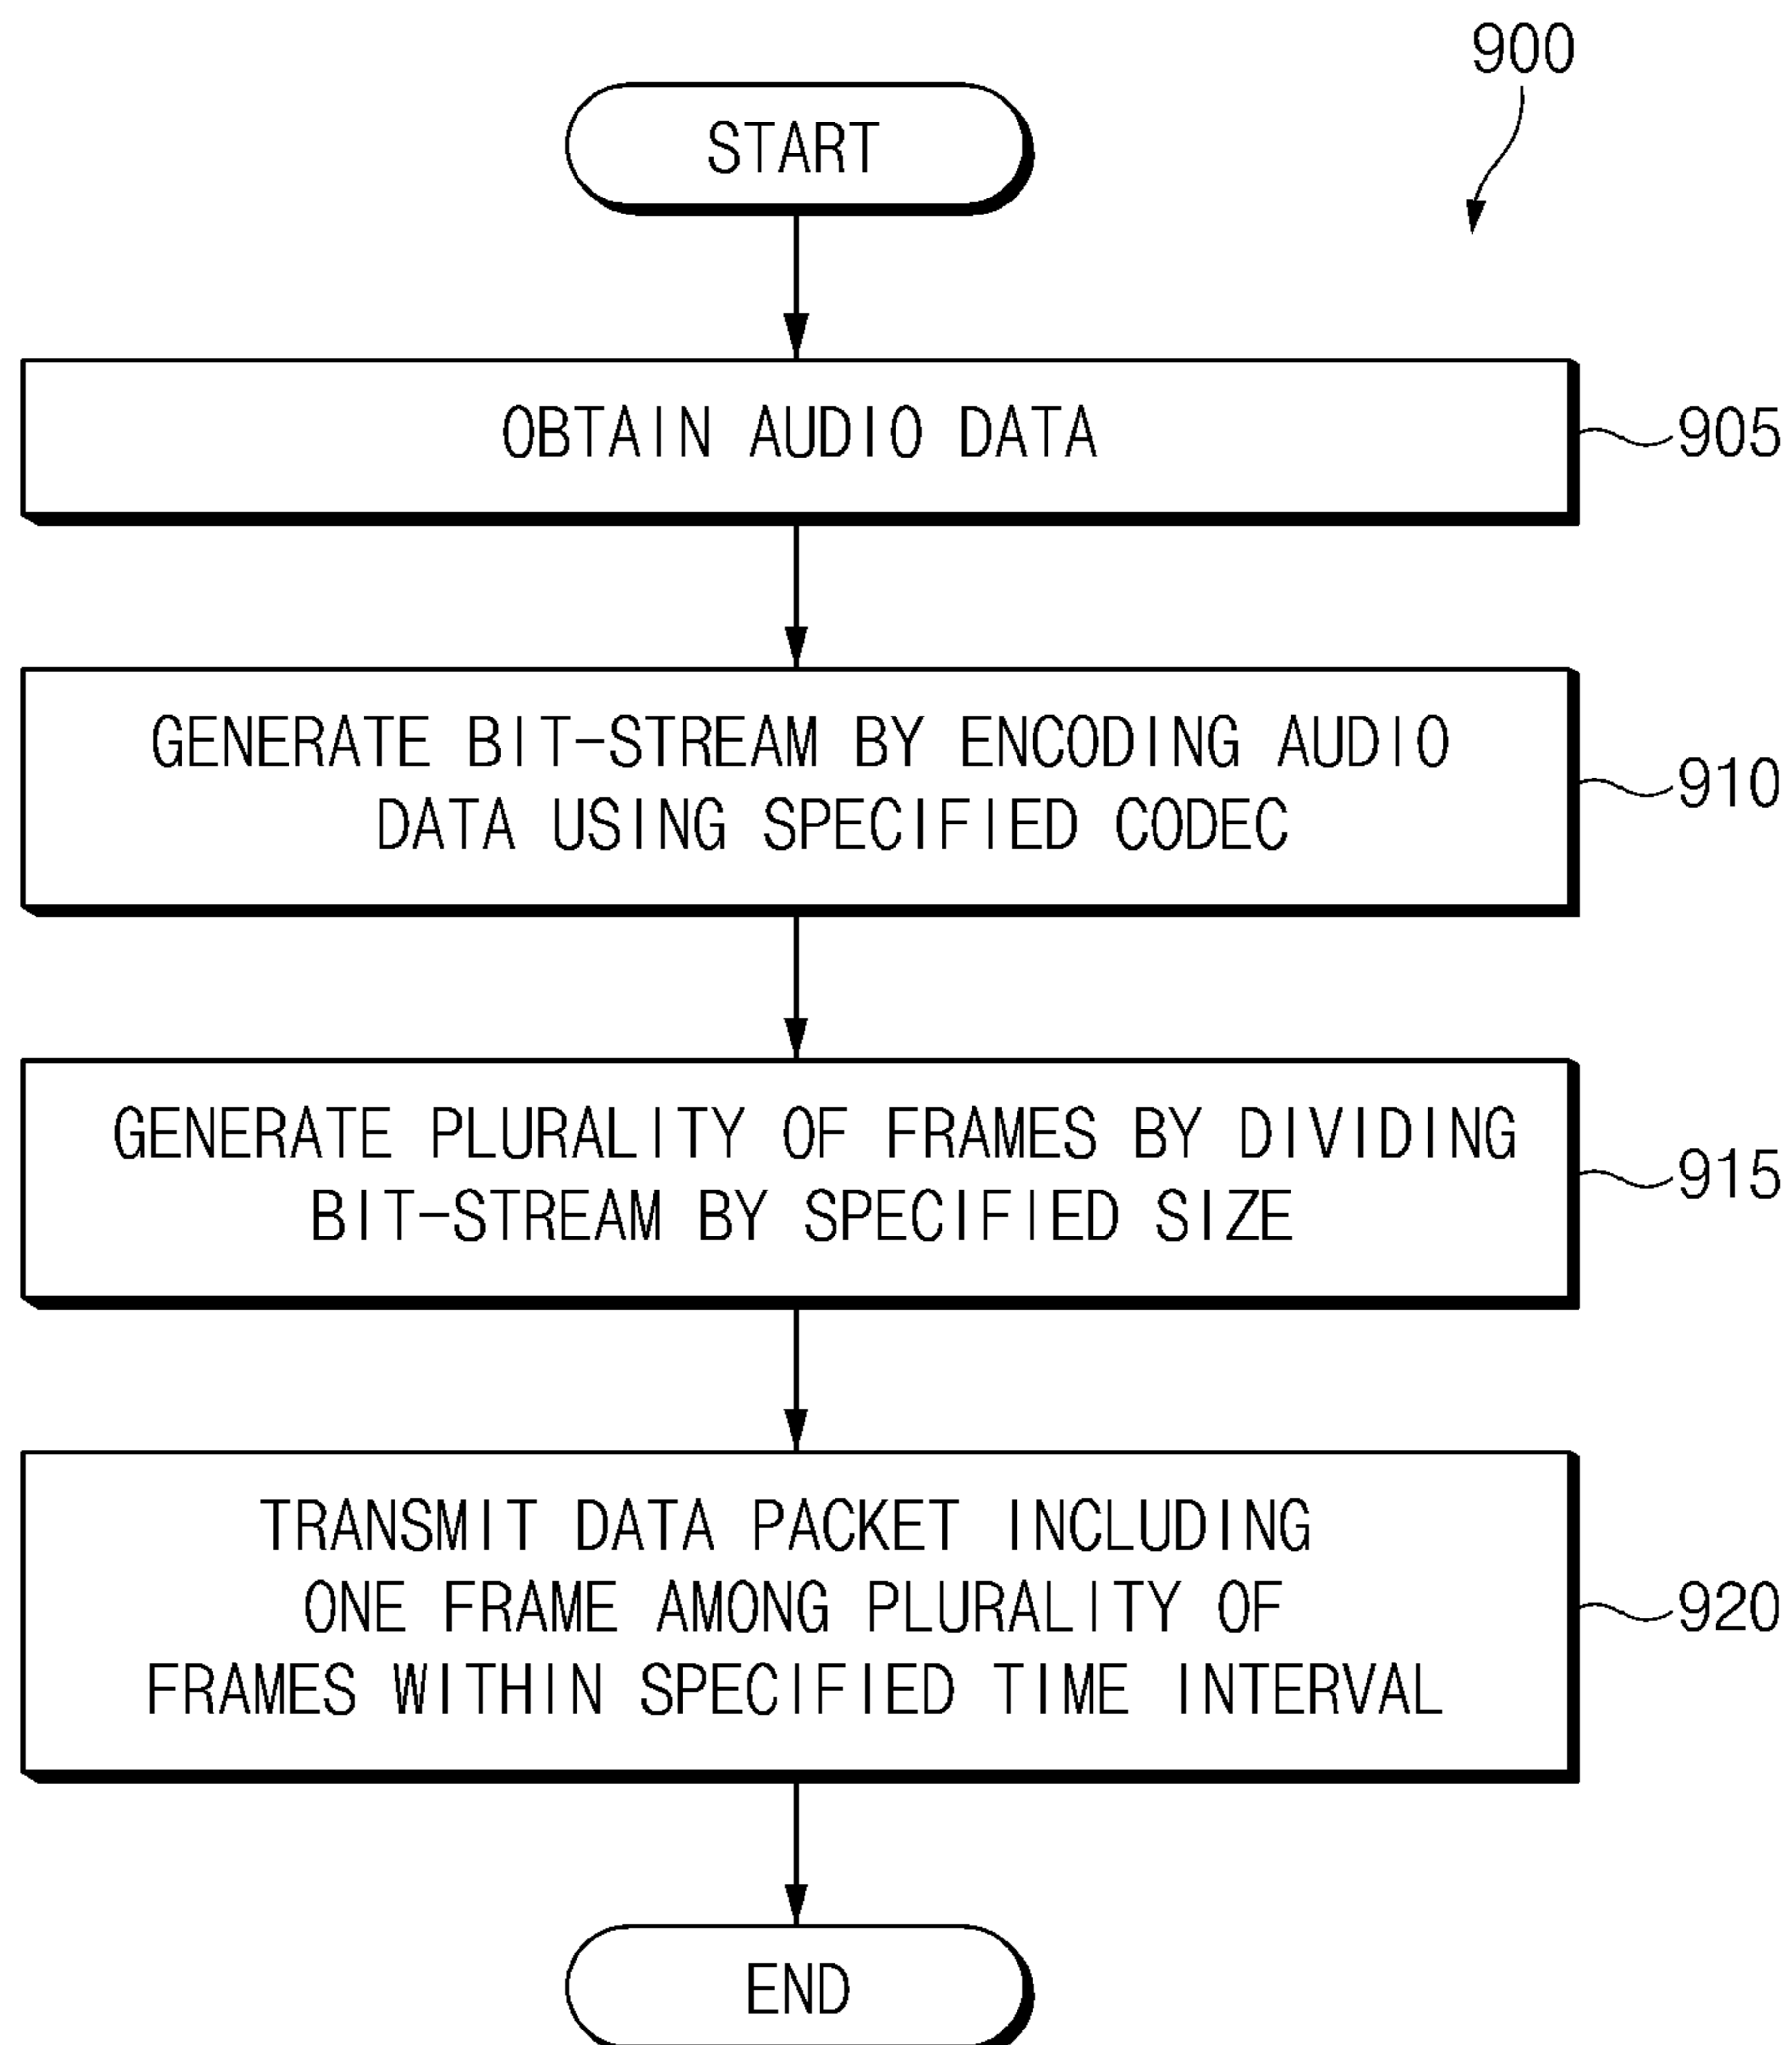 900
START
OBTAIN AUDIO DATA
905
GENERATE BIT-STREAM BY ENCODING AUDIO
DATA USING SPECIFIED CODEC
910
GENERATE PLURALITY OF FRAMES BY DIVIDING
BIT-STREAM BY SPECIFIED SIZE
915
TRANSMIT DATA PACKET INCLUDING
ONE FRAME AMONG PLURALITY OF
FRAMES WITHIN SPECIFIED TIME INTERVAL
920
END